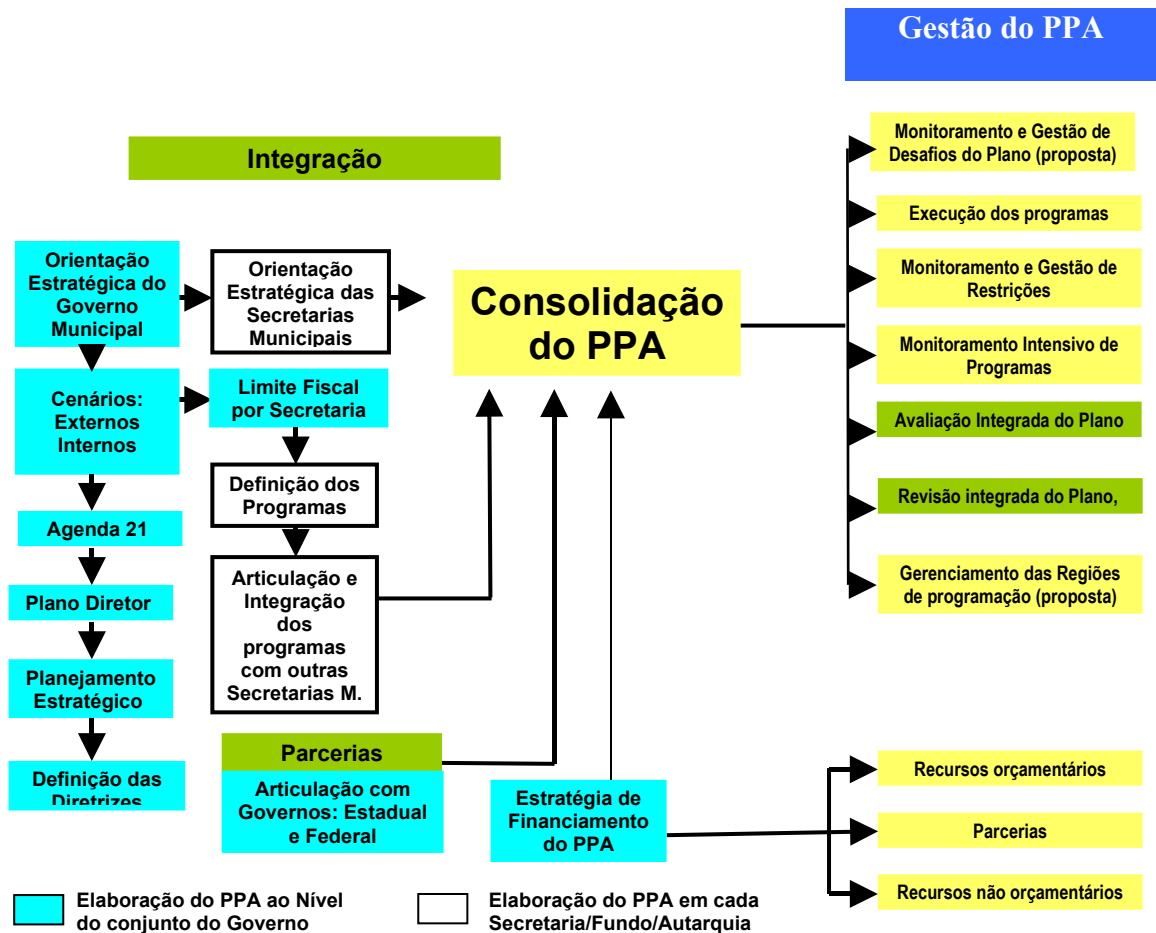 Gestão do PPA
Integração
Orientação
Estratégica do
Governo
Municipal
Orientação
Estratégica das
Secretarias
Municipais
Cenários:
Externos
Internos
Limite Fiscal
por Secretaria
Agenda 21
Definição dos
Programas
Plano Diretor
Articulação e
Integração
dos
programas
com outras
Secretarias M.
Planejamento
Estratégico
Definição das
Diretrizes
Parcerias
Articulação com
Governos: Estadual
e Federal
Consolidação
do PPA
Estratégia de
Financiamento
do PPA
Monitoramento e Gestão de
Desafios do Plano (proposta)
Execução dos programas
Monitoramento e Gestão de
Restrições
Monitoramento Intensivo de
Programas
Avaliação Integrada do Plano
Revisão integrada do Plano,
Gerenciamento das Regiões
de programação (proposta)
Recursos orçamentários
Parcerias
Recursos não orçamentários
Elaboração do PPA ao Nível
do conjunto do Governo
Elaboração do PPA em cada
Secretaria/Fundo/Autarquia